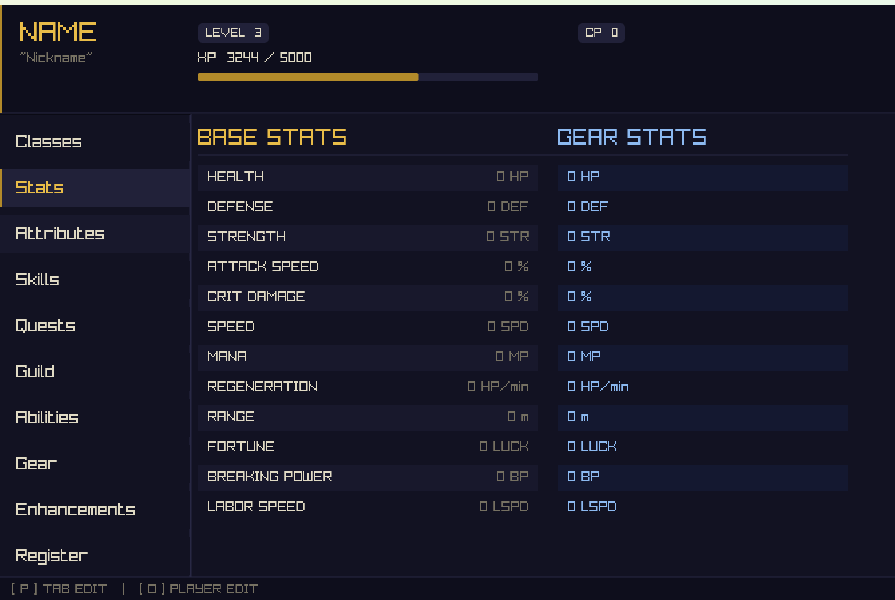 NAME
"Nickname"
LEVEL 3
CP 0
XP 3244 / 5000
Classes
Stats
Attributes
Skills
Quests
Guild
Abilities
Gear
Enhancements
Register
BASE STATS
GEAR STATS
HEALTH 0 HP 0 HP
DEFENSE 0 DEF 0 DEF
STRENGTH 0 STR 0 STR
ATTACK SPEED 0 % 0 %
CRIT DAMAGE 0 % 0 %
SPEED 0 SPD 0 SPD
MANA 0 MP 0 MP
REGENERATION 0 HP/min 0 HP/min
RANGE 0 m 0 m
FORTUNE 0 LUCK 0 LUCK
BREAKING POWER 0 BP 0 BP
LABOR SPEED 0 LSPD 0 LSPD
[ P ] TAB EDIT | [ O ] PLAYER EDIT